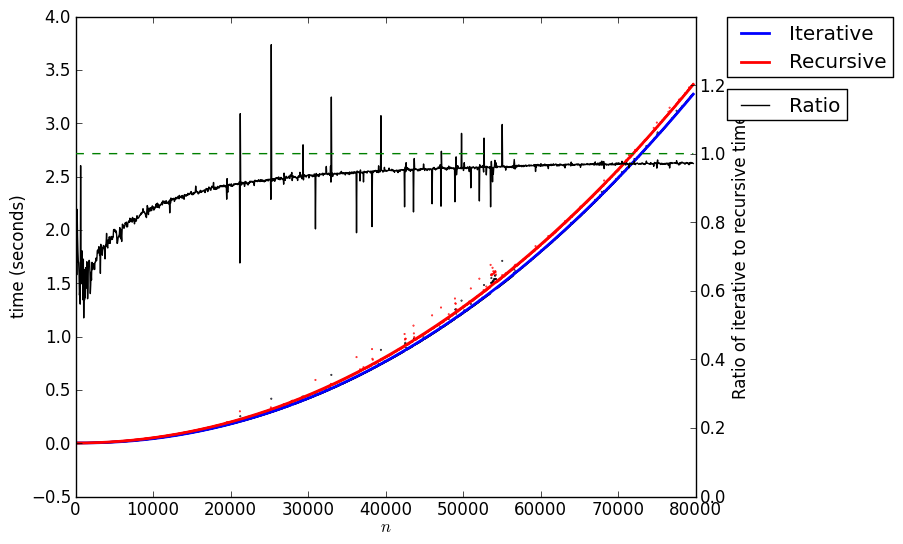 4.0
3.5
3.0
2.5
2.0
1.5
1.0
0.5
0.0
−0.5
time (seconds)
0 10000 20000 30000 40000 50000 60000 70000 80000
n
1.2
1.0
0.8
0.6
0.4
0.2
0.0
Ratio of iterative to recursive time
Iterative
Recursive
Ratio